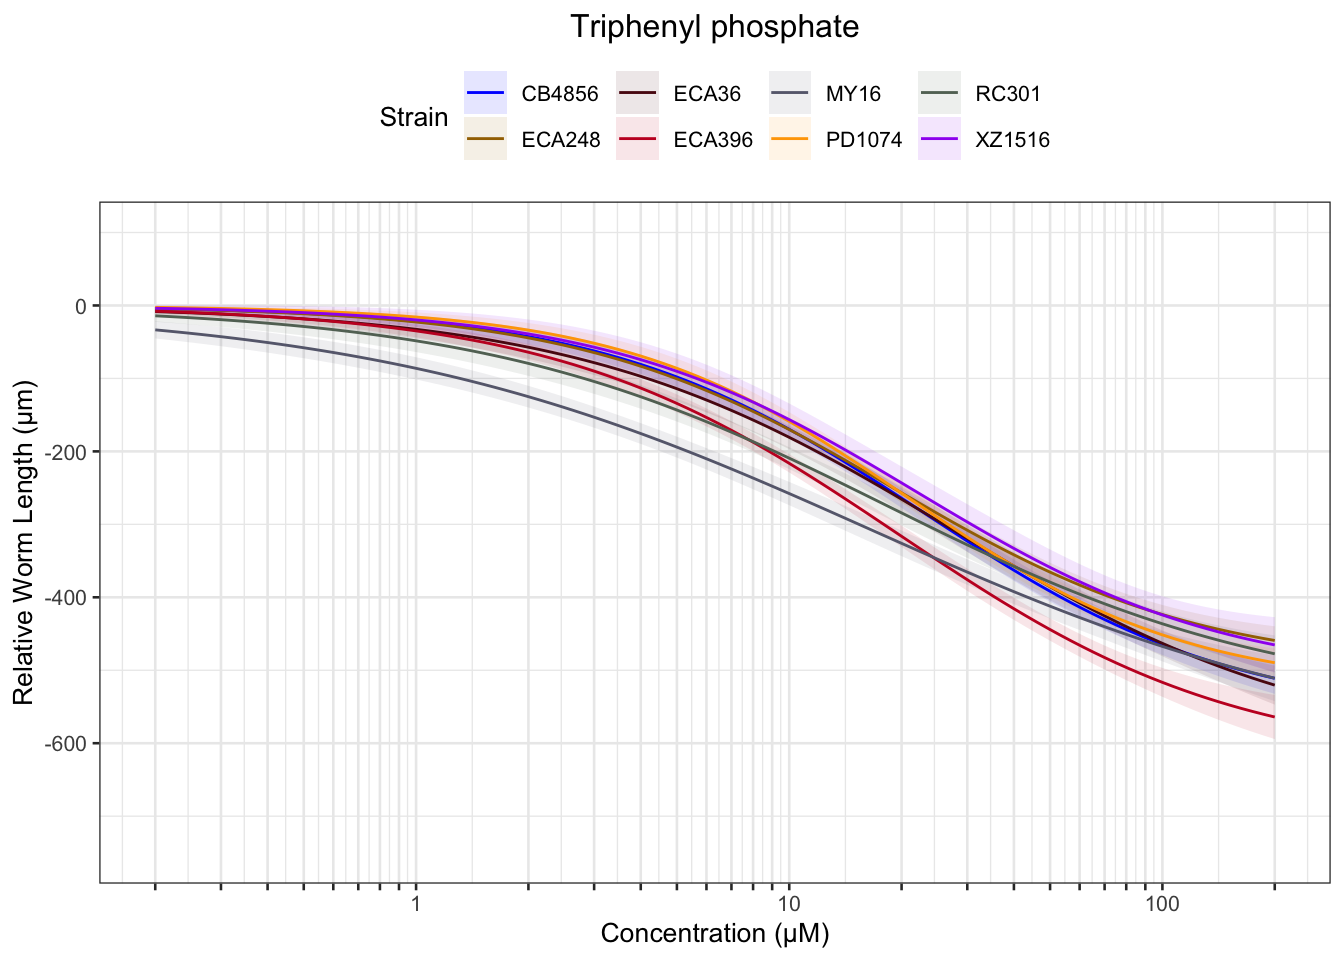 Triphenyl phosphate
Strain
CB4856 ECA36 MY16 RC301
ECA248 ECA396 PD1074 XZ1516
Relative Worm Length (µm)
0
-200
-400
-600
1 10 100
Concentration (µM)